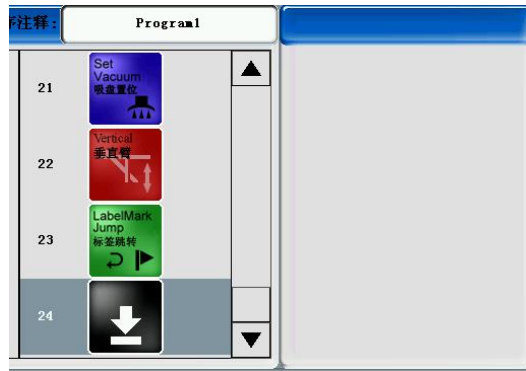 序注释:
Program1
21
Set
Vacuum
吸盘置位
22
Vertical
垂直臂
23
LabelMark
Jump
标签跳转
24